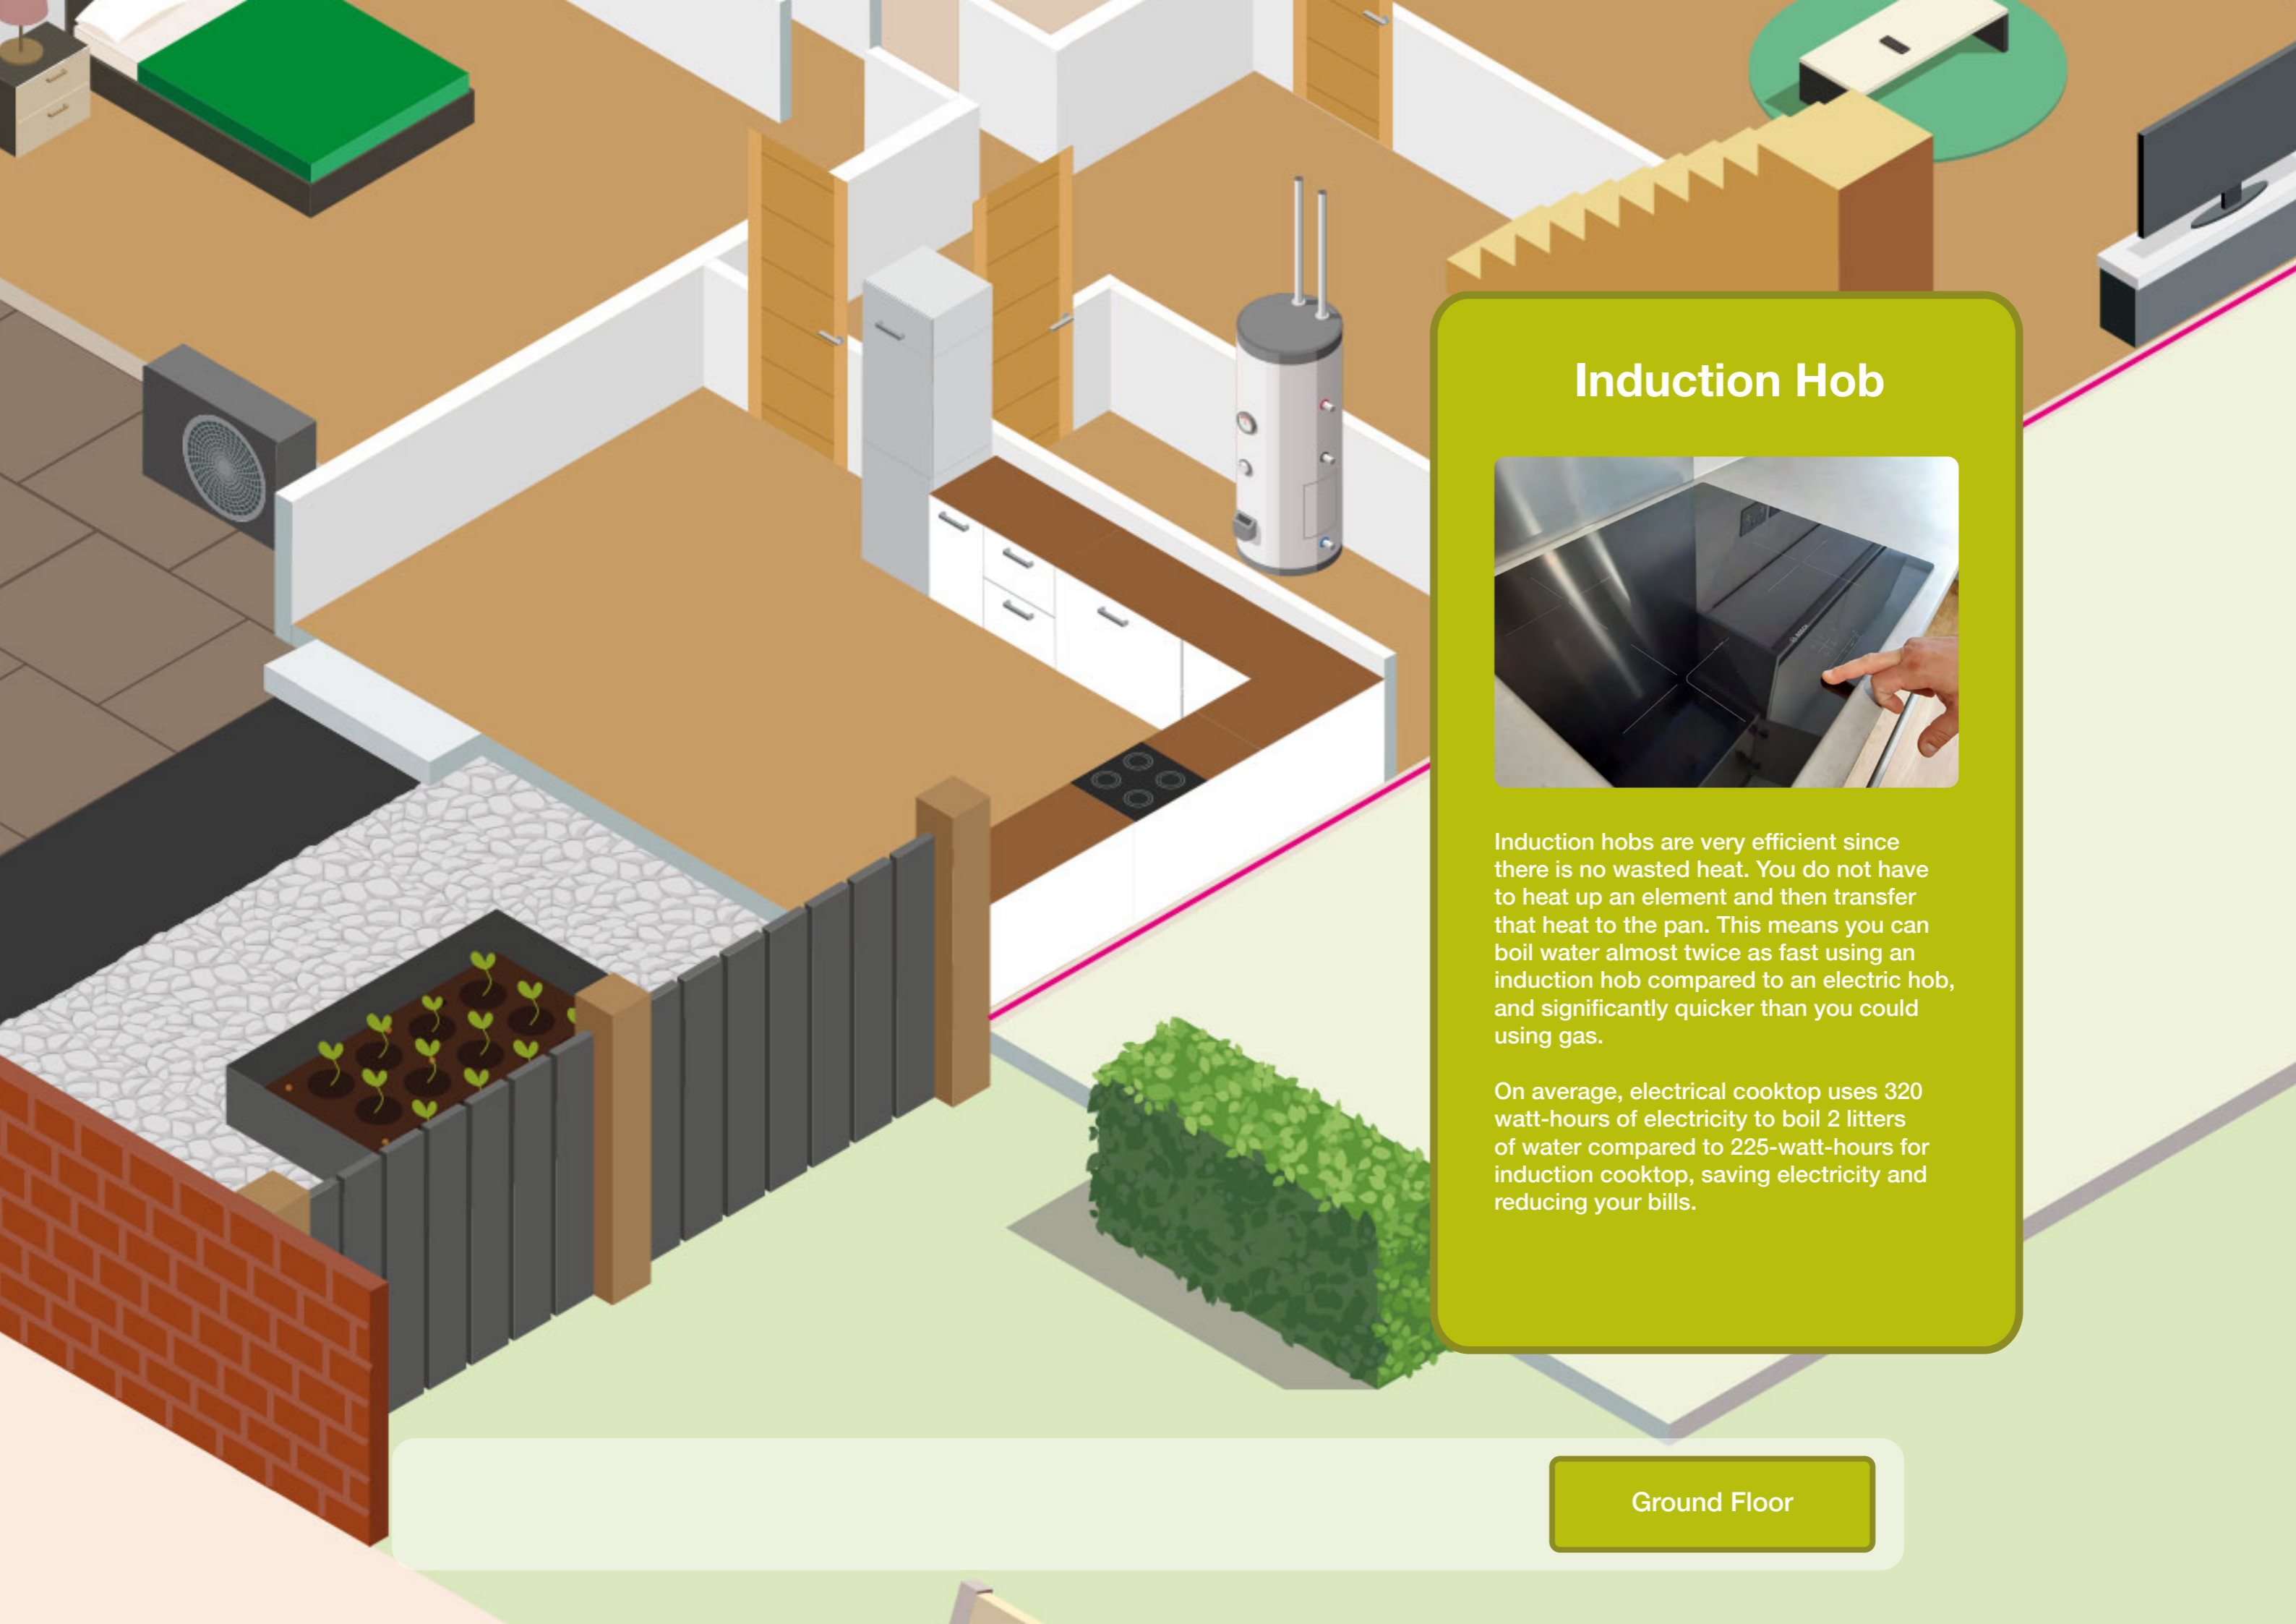 Induction Hob
Induction hobs are very efficient since
there is no wasted heat. You do not have
to heat up an element and then transfer
that heat to the pan. This means you can
boil water almost twice as fast using an
induction hob compared to an electric hob,
and significantly quicker than you could
using gas.
On average, electrical cooktop uses 320
watt-hours of electricity to boil 2 litters
of water compared to 225-watt-hours for
induction cooktop, saving electricity and
reducing your bills.
Ground Floor